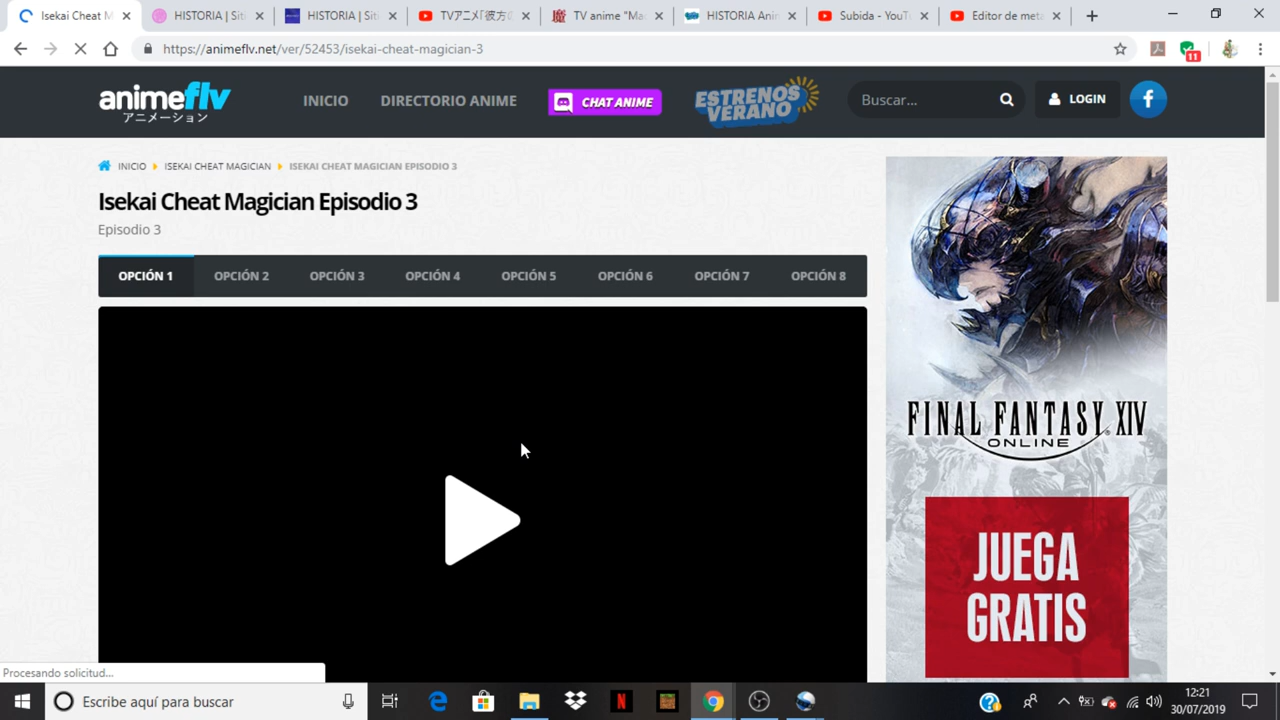 Isekai Cheat M
HISTORIA | Siti
HISTORIA | Siti
TVアニメ「彼方の
TV anime "Mac
HISTORIA Anim
Subida - YouT
Editor de meta
https://animeflv.net/ver/52453/isekai-cheat-magician-3
11
animeflv
アニメーション
INICIO
DIRECTORIO ANIME
CHAT ANIME
ESTRENOS
VERANO
Buscar...
LOGIN
INICIO
ISEKAI CHEAT MAGICIAN
ISEKAI CHEAT MAGICIAN EPISODIO 3
Isekai Cheat Magician Episodio 3
Episodio 3
OPCIÓN 1
OPCIÓN 2
OPCIÓN 3
OPCIÓN 4
OPCIÓN 5
OPCIÓN 6
OPCIÓN 7
OPCIÓN 8
FINAL FANTASY XIV
ONLINE
JUEGA
GRATIS
Procesando solicitud...
Escribe aquí para buscar
12:21
30/07/2019